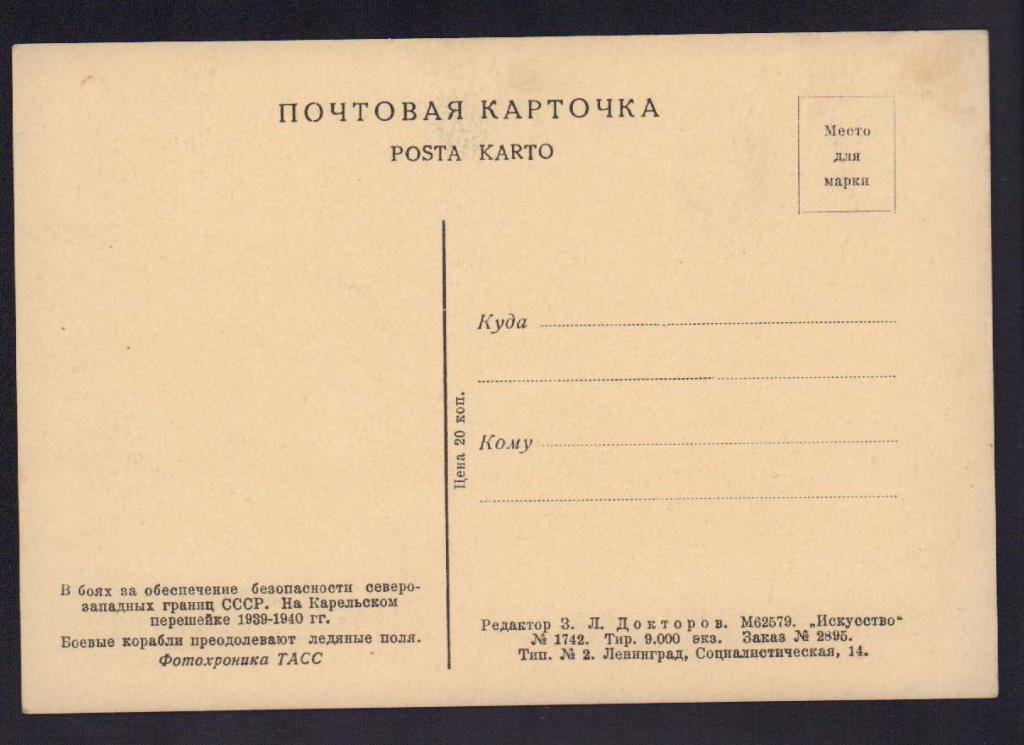 ПОЧТОВАЯ КАРТОЧКА
POSTA KARTO
Место
для
марки
Куда
Кому
Цена 20 коп.
В боях за обеспечение безопасности северо-
западных границ СССР. На Карельском
перешейке 1939-1940 гг.
Боевые корабли преодолевают ледяные поля.
Фотохроника ТАСС
Редактор З. Л. Докторов. М62579. „Искусство“
№ 1742. Тир. 9.000 экз. Заказ № 2895.
Тип. № 2. Ленинград, Социалистическая, 14.